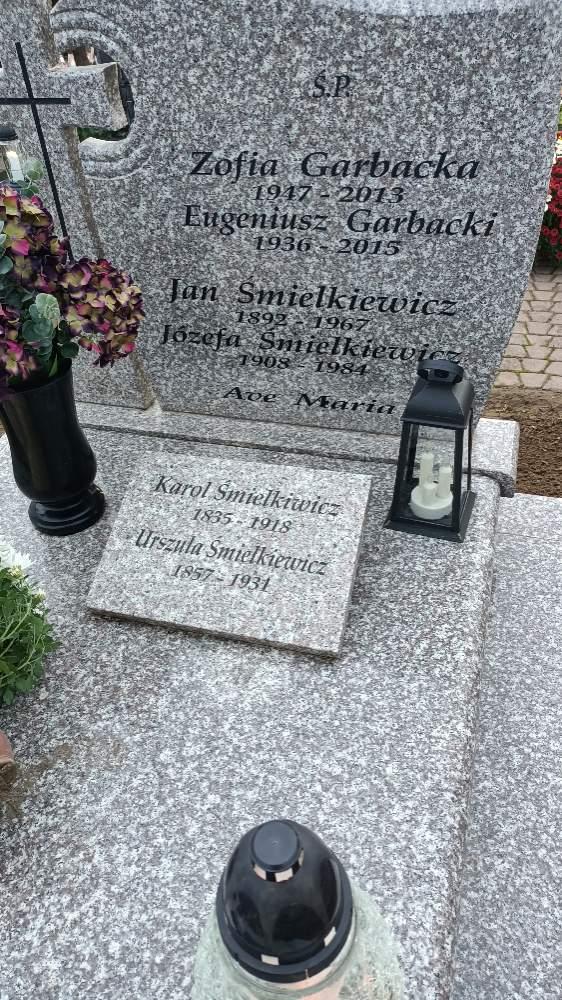 Ś.P.
Zofia Garbacka
1947 - 2013
Eugeniusz Garbacki
1936 - 2015
Jan Śmielkiewicz
1892 - 1967
Józefa Śmielkiewicz
1908 - 1984
Ave Maria
Karol Śmielkiwicz
1835 - 1918
Urszula Śmielkiewicz
1857 - 1931